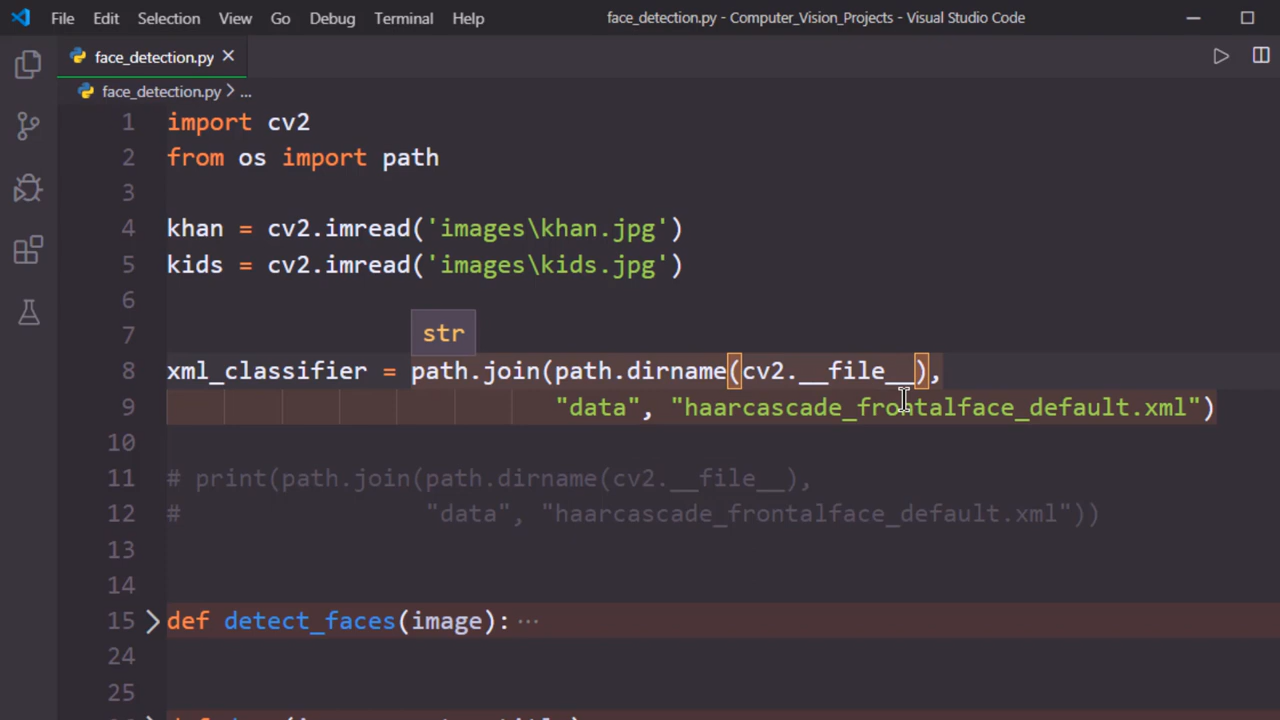 File Edit Selection View Go Debug Terminal Help face_detection.py - Computer_Vision_Projects - Visual Studio Code
face_detection.py
face_detection.py > ...
1 import cv2
2 from os import path
3
4 khan = cv2.imread('images\khan.jpg')
5 kids = cv2.imread('images\kids.jpg')
6
7
str
8 xml_classifier = path.join(path.dirname(cv2.__file__),
9 "data", "haarcascade_frontalface_default.xml")
10
11 # print(path.join(path.dirname(cv2.__file__),
12 # "data", "haarcascade_frontalface_default.xml"))
13
14
15 def detect_faces(image): ...
24
25